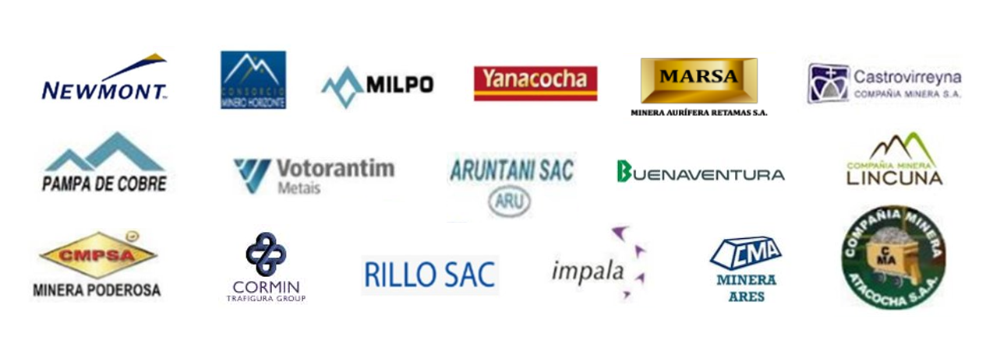 NEWMONT
CONSORCIO
MINERO HORIZONTE
MILPO
Yanacocha
MARSA
MINERA AURÍFERA RETAMAS S.A.
Castrovirreyna
COMPAÑIA MINERA S.A.
PAMPA DE COBRE
Votorantim
Metais
ARUNTANI SAC
ARU
BUENAVENTURA
COMPAÑIA MINERA
LINCUNA
CMPSA
MINERA PODEROSA
CORMIN
TRAFIGURA GROUP
RILLO SAC
impala
CMA
MINERA
ARES
COMPAÑIA MINERA
CMA
ATACOCHA S.A.A.